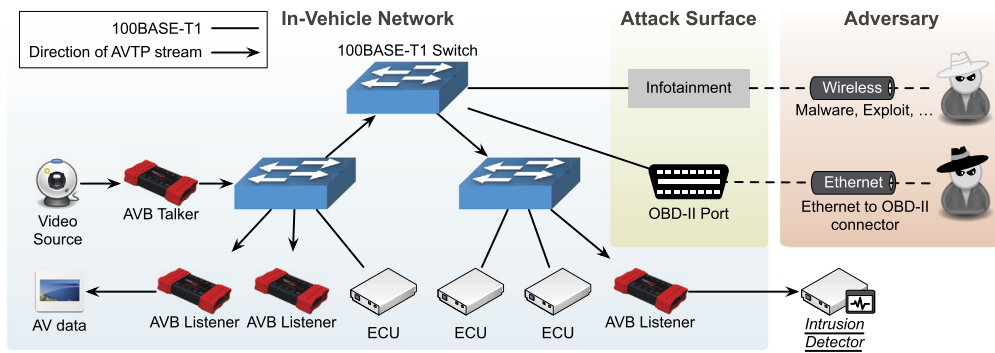 In-Vehicle Network
Attack Surface
Adversary
100BASE-T1
Direction of AVTP stream
100BASE-T1 Switch
Infotainment
Wireless
Malware, Exploit, …
Video
Source
AVB Talker
OBD-II Port
Ethernet
Ethernet to OBD-II
connector
AV data
AVB Listener
AVB Listener
ECU
ECU
ECU
AVB Listener
Intrusion
Detector